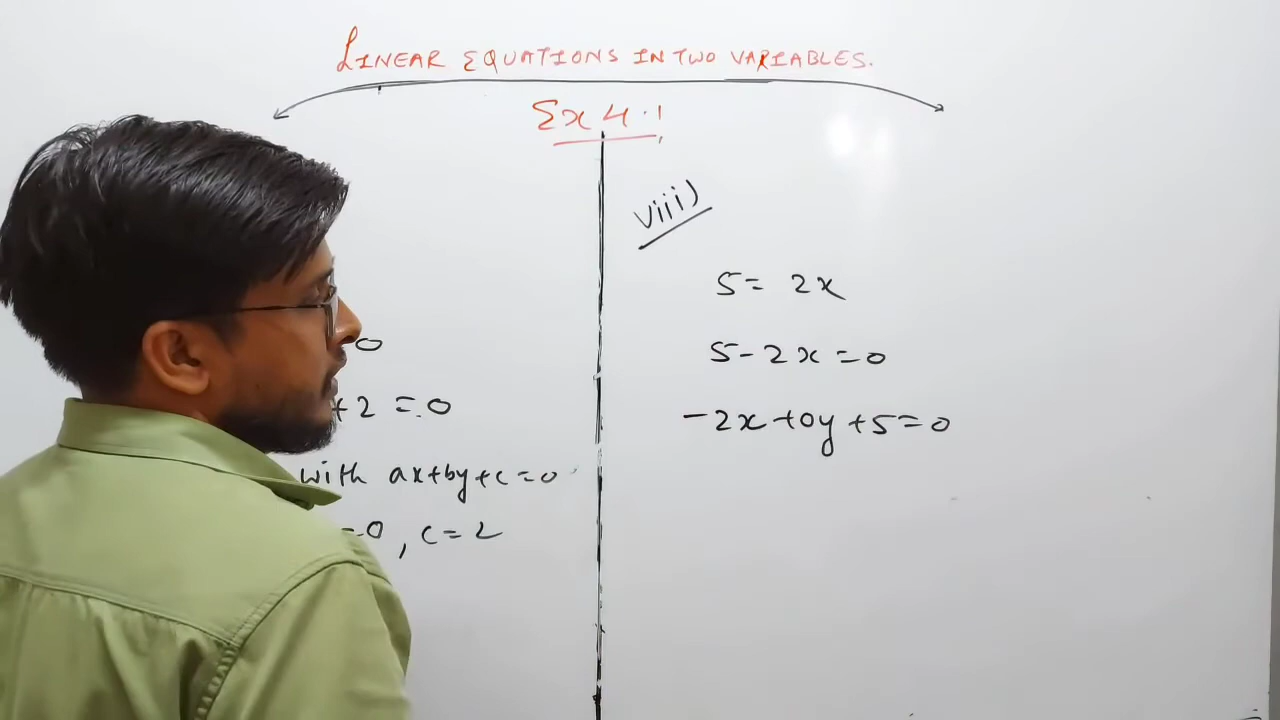 LINEAR EQUATIONS IN TWO VARIABLES.
Ex 4.1
0
+2 = 0
with ax+by+c=0
=0, c=2
viii)
5= 2x
5-2x=0
-2x+0y+5=0